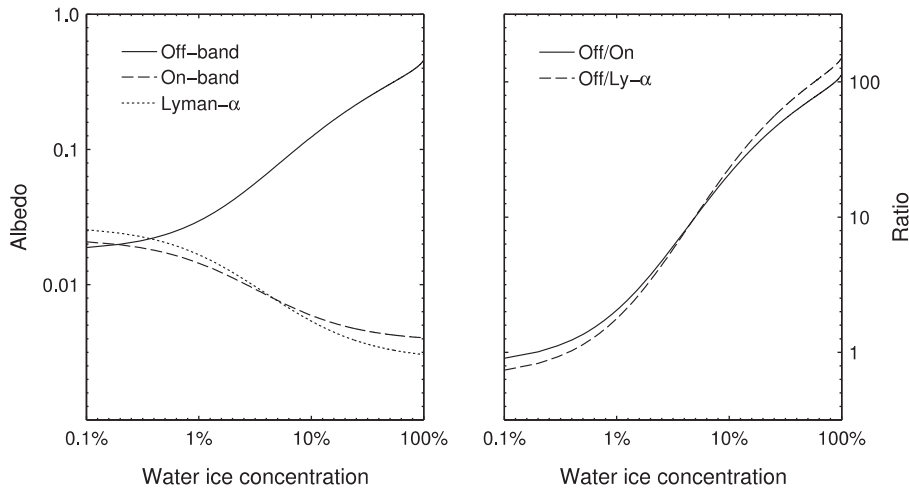 1.0
0.1
0.01
Albedo
Off–band
On–band
Lyman–α
0.1%
1%
10%
100%
Water ice concentration
Off/On
Off/Ly–α
100
10
1
Ratio
0.1%
1%
10%
100%
Water ice concentration